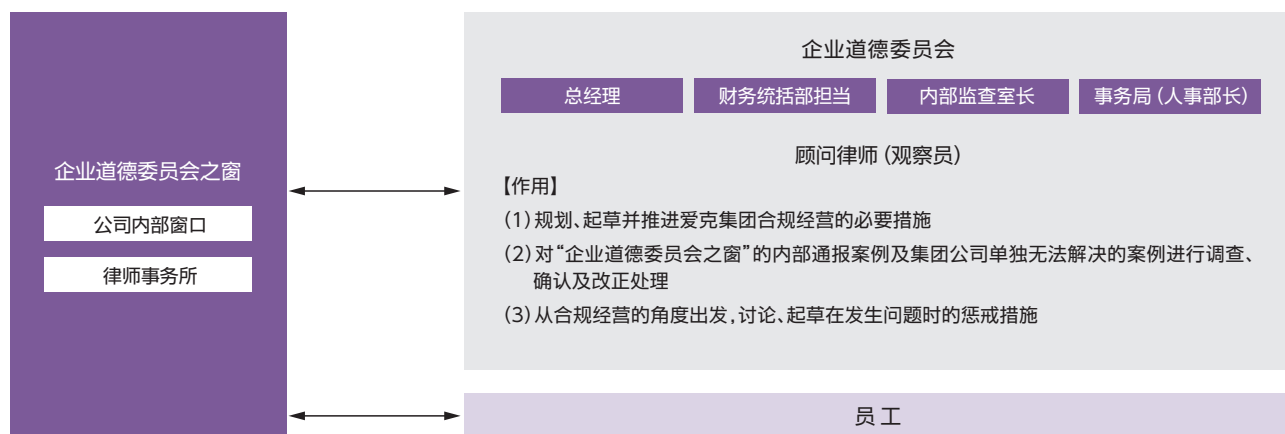 企业道德委员会之窗
公司内部窗口
律师事务所
企业道德委员会
总经理
财务统括部担当
内部监查室长
事务局（人事部长）
顾问律师（观察员）
【作用】
(1) 规划、起草并推进爱克集团合规经营的必要措施
(2) 对“企业道德委员会之窗”的内部通报案例及集团公司单独无法解决的案例进行调查、
确认及改正处理
(3) 从合规经营的角度出发，讨论、起草在发生问题时的惩戒措施
员 工